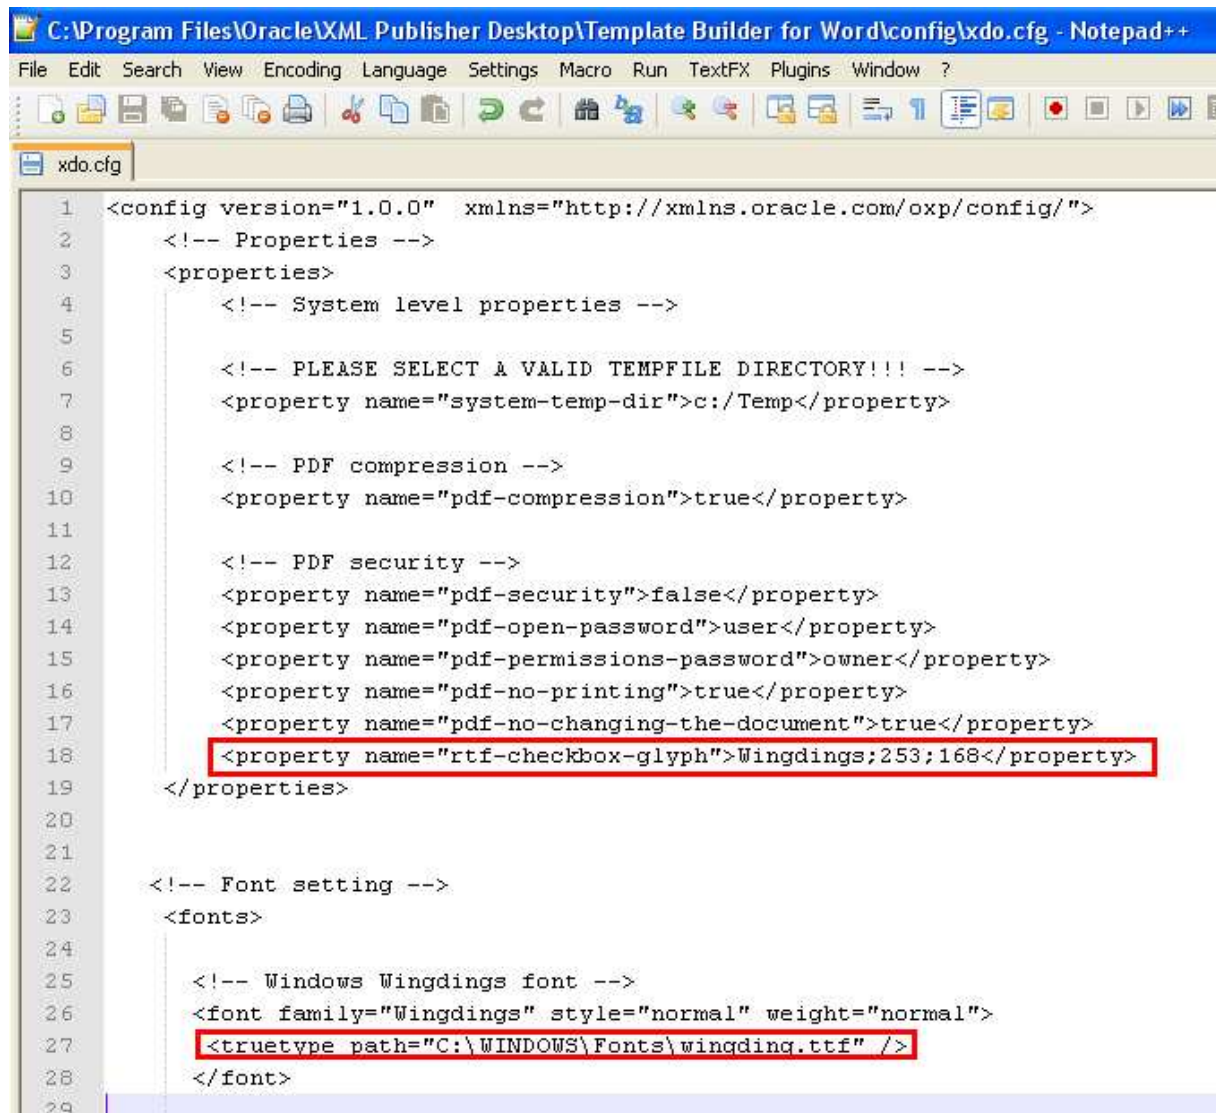 C:\Program Files\Oracle\XML Publisher Desktop\Template Builder for Word\config\xdo.cfg - Notepad++
File Edit Search View Encoding Language Settings Macro Run TextFX Plugins Window ?
xdo.cfg
1 <config version="1.0.0"  xmlns="http://xmlns.oracle.com/oxp/config/">
2 <!-- Properties -->
3 <properties>
4 <!-- System level properties -->
5
6 <!-- PLEASE SELECT A VALID TEMPFILE DIRECTORY!!! -->
7 <property name="system-temp-dir">c:/Temp</property>
8
9 <!-- PDF compression -->
10 <property name="pdf-compression">true</property>
11
12 <!-- PDF security -->
13 <property name="pdf-security">false</property>
14 <property name="pdf-open-password">user</property>
15 <property name="pdf-permissions-password">owner</property>
16 <property name="pdf-no-printing">true</property>
17 <property name="pdf-no-changing-the-document">true</property>
18 <property name="rtf-checkbox-glyph">Wingdings;253;168</property>
19 </properties>
20
21
22 <!-- Font setting -->
23 <fonts>
24
25 <!-- Windows Wingdings font -->
26 <font family="Wingdings" style="normal" weight="normal">
27 <truetype path="C:\WINDOWS\Fonts\wingding.ttf" />
28 </font>
29